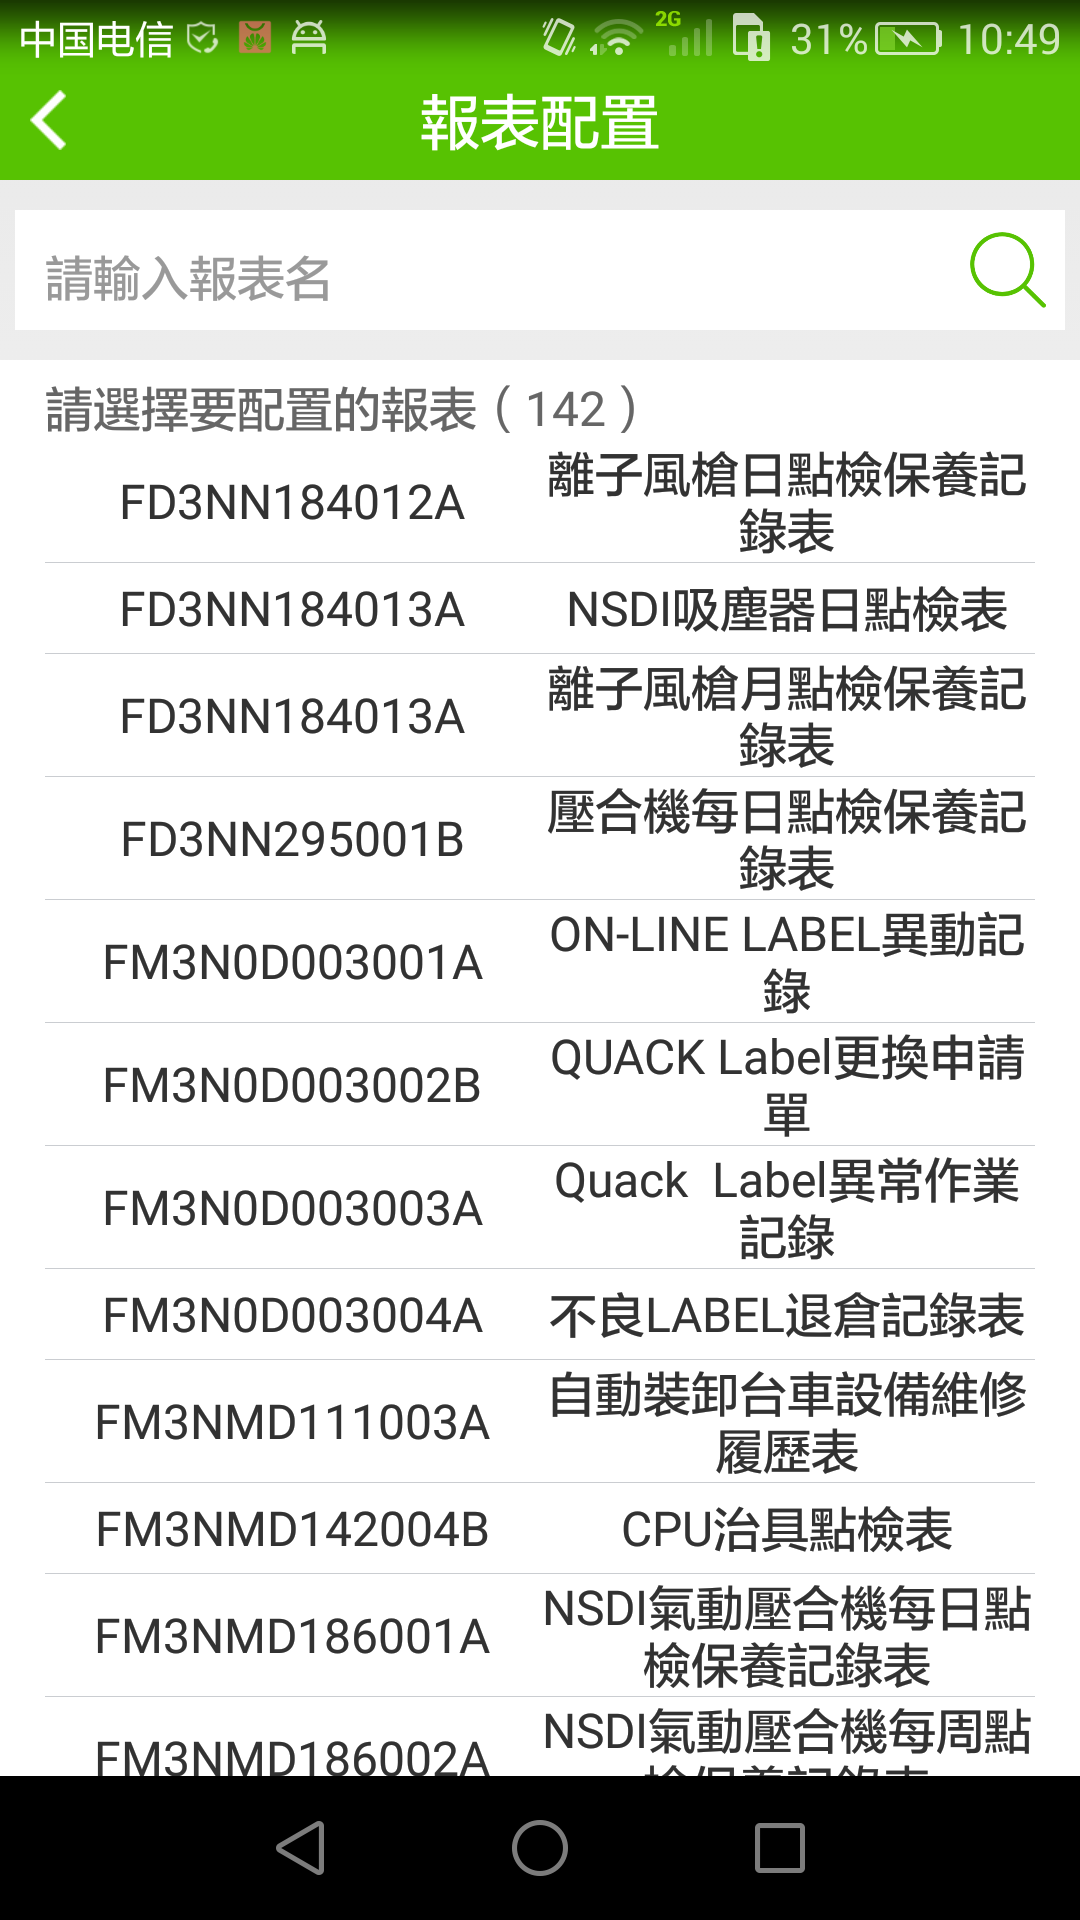 中国电信 2G 31% 10:49
報表配置
請輸入報表名
請選擇要配置的報表（142）
FD3NN184012A 離子風槍日點檢保養記
錄表
FD3NN184013A NSDI吸塵器日點檢表
FD3NN184013A 離子風槍月點檢保養記
錄表
FD3NN295001B 壓合機每日點檢保養記
錄表
FM3N0D003001A ON-LINE LABEL異動記
錄
FM3N0D003002B QUACK Label更換申請
單
FM3N0D003003A Quack  Label異常作業
記錄
FM3N0D003004A 不良LABEL退倉記錄表
FM3NMD111003A 自動裝卸台車設備維修
履歷表
FM3NMD142004B CPU治具點檢表
FM3NMD186001A NSDI氣動壓合機每日點
檢保養記錄表
FM3NMD186002A NSDI氣動壓合機每周點
檢保養記錄表